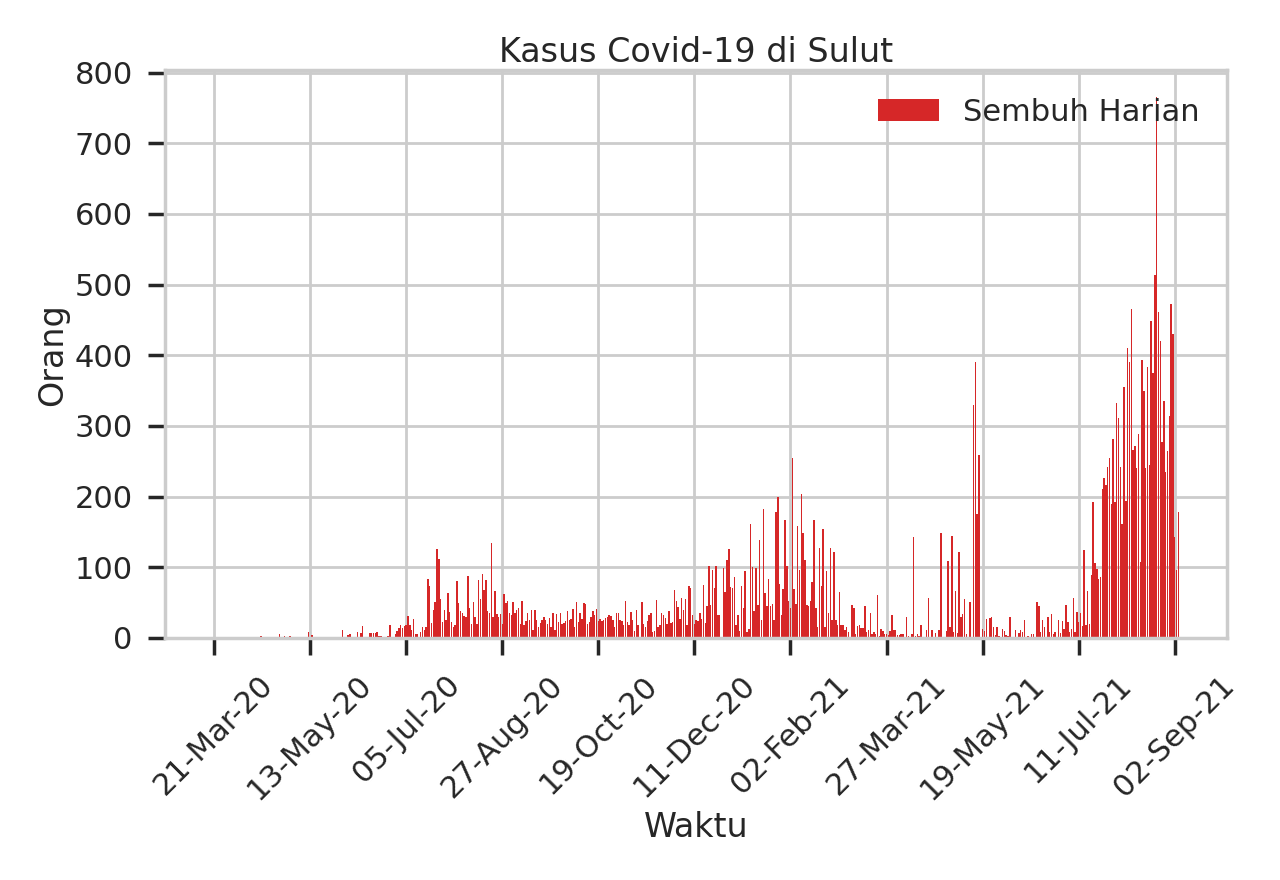 Kasus Covid-19 di Sulut
Sembuh Harian
800
700
600
500
400
300
200
100
0
Orang
21-Mar-20
13-May-20
05-Jul-20
27-Aug-20
19-Oct-20
11-Dec-20
02-Feb-21
27-Mar-21
19-May-21
11-Jul-21
02-Sep-21
Waktu